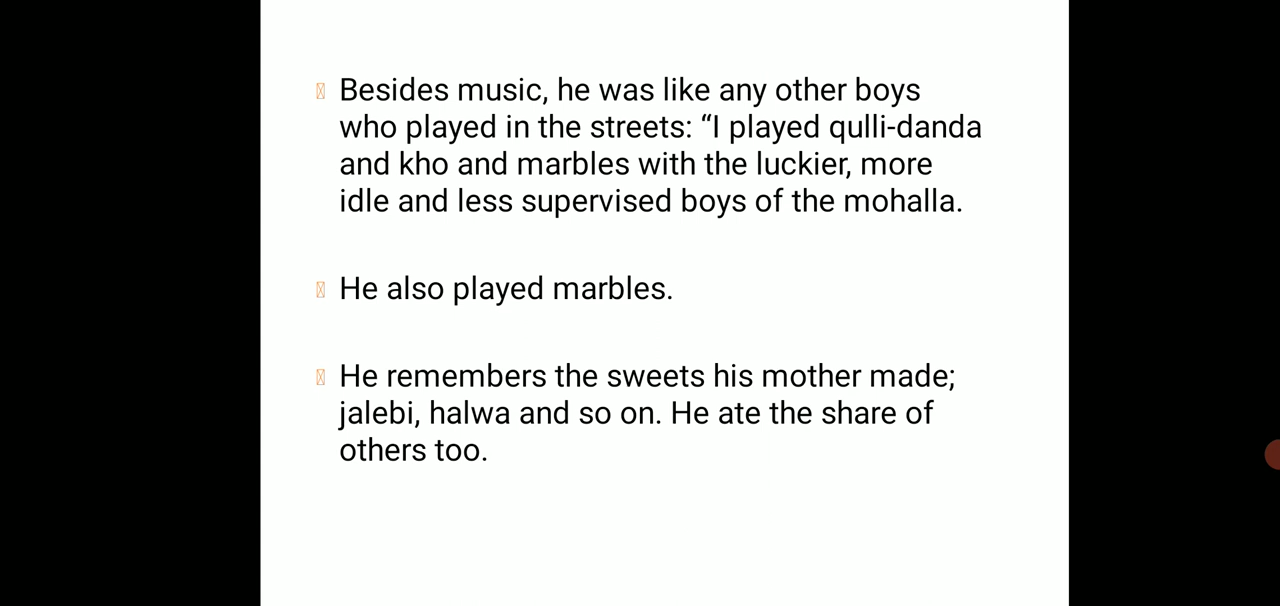 Besides music, he was like any other boys
who played in the streets: “I played qulli-danda
and kho and marbles with the luckier, more
idle and less supervised boys of the mohalla.
He also played marbles.
He remembers the sweets his mother made;
jalebi, halwa and so on. He ate the share of
others too.